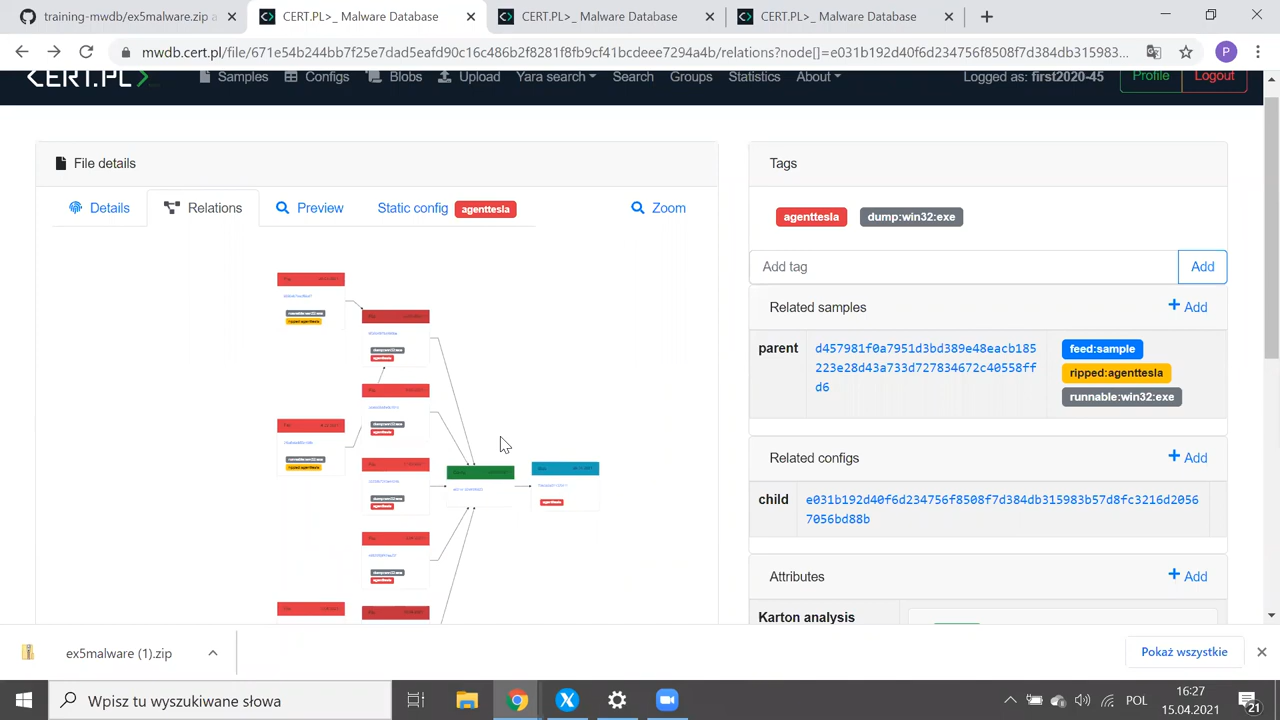 training-mwdb/ex5malware.zip a
CERT.PL>_ Malware Database
CERT.PL>_ Malware Database
CERT.PL>_ Malware Database
mwdb.cert.pl/file/671e54b244bb7f25e7dad5eafd90c16c486b2f8281f8fb9cf41bcdeee7294a4b/relations?node[]=e031b192d40f6d234756f8508f7d384db315983...
CERT.PL>
Samples
Configs
Blobs
Upload
Yara search
Search
Groups
Statistics
About
Logged as: first2020-45
Profile
Logout
File details
Details
Relations
Preview
Static config agenttesla
Zoom
Tags
agenttesla dump:win32:exe
Add tag
Add
Related samples
Add
parent
7981f0a7951d3bd389e48eacb185
223e28d43a733d727834672c40558ff
d6
ripped:agenttesla
runnable:win32:exe
Related configs
Add
child
e031b192d40f6d234756f8508f7d384db315983b57d8fc3216d2056
7056bd88b
Attributes
Add
Karton analysis
ex5malware (1).zip
Pokaż wszystkie
Wpisz tu wyszukiwane słowa
POL
16:27
15.04.2021
21